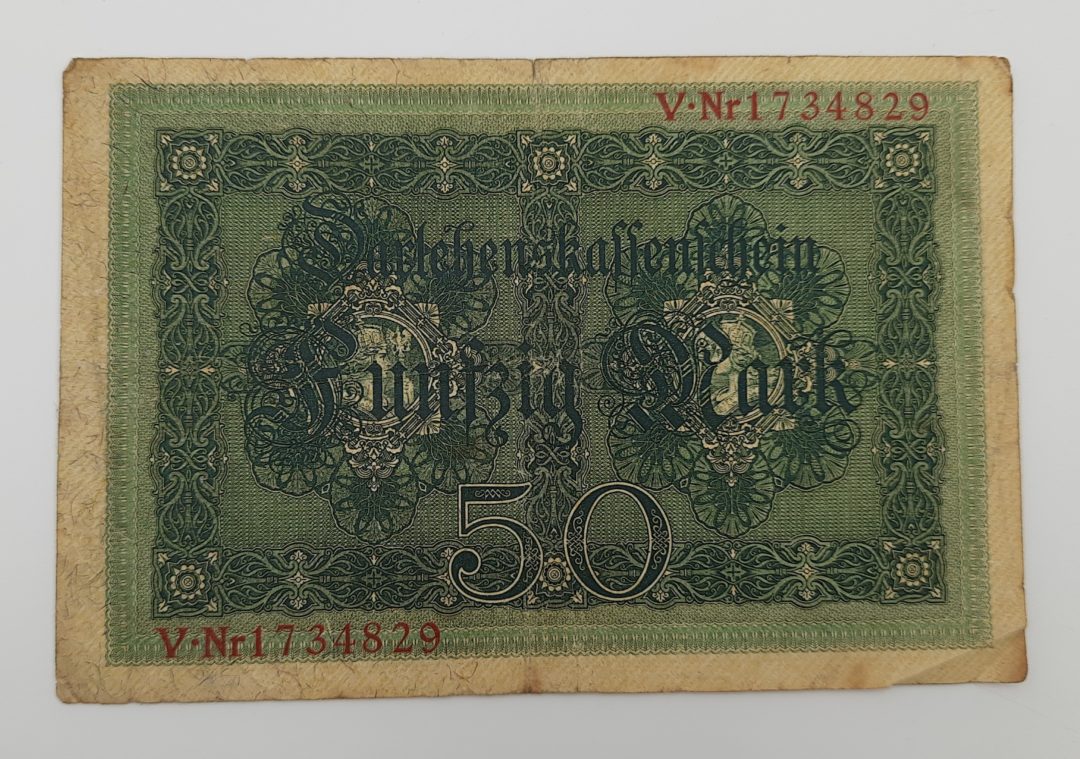 V·Nr1734829
Darlehenskassenschein
Fünfzig Mark
50
V·Nr1734829